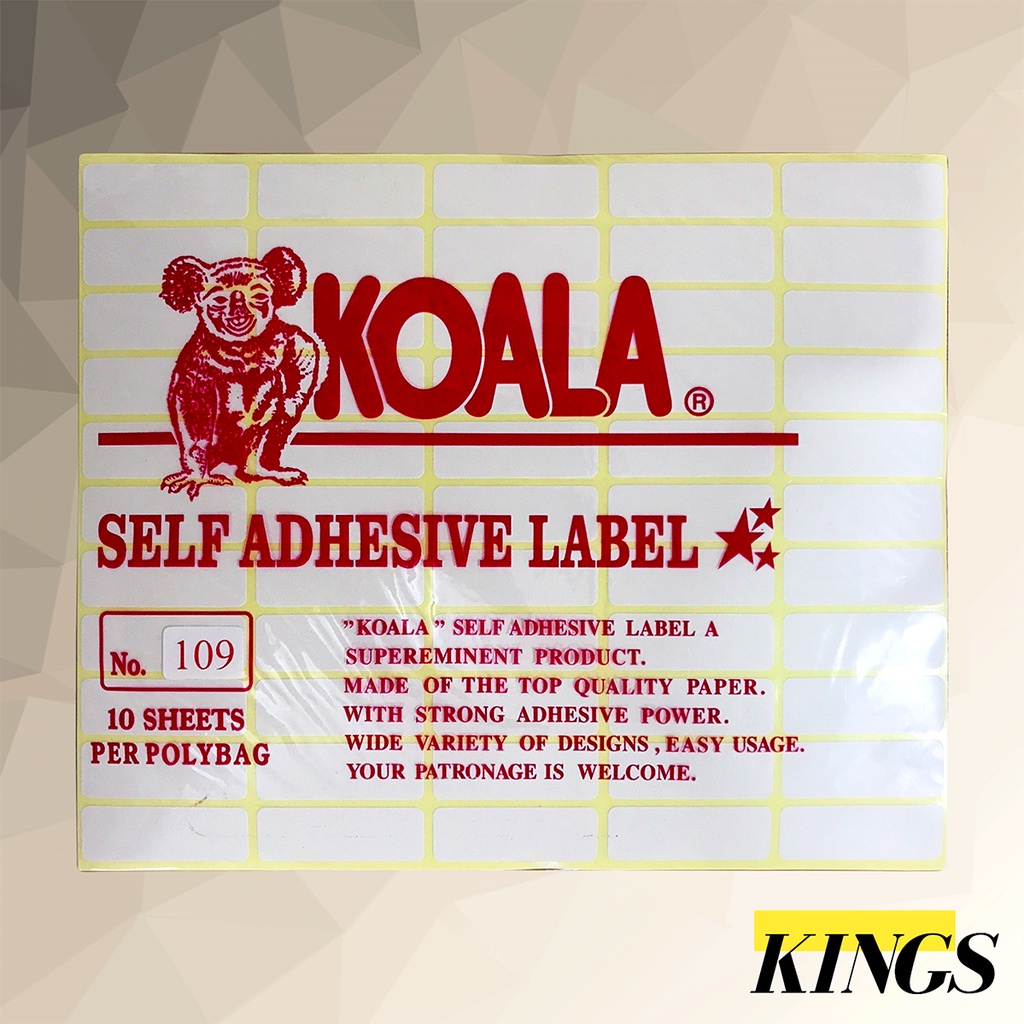 KOALA ®
SELF ADHESIVE LABEL
No. 109
10 SHEETS
PER POLYBAG
"KOALA" SELF ADHESIVE LABEL A
SUPEREMINENT PRODUCT.
MADE OF THE TOP QUALITY PAPER.
WITH STRONG ADHESIVE POWER.
WIDE VARIETY OF DESIGNS, EASY USAGE.
YOUR PATRONAGE IS WELCOME.
KINGS